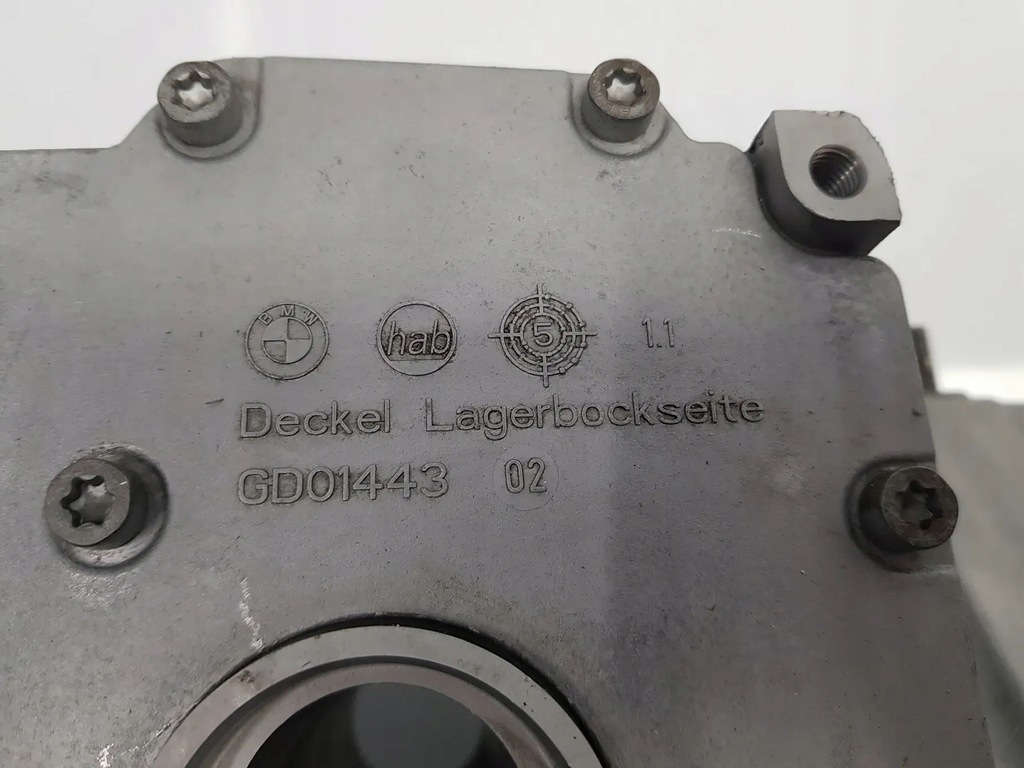 BMW hab 5 1.1
Deckel Lagerbockseite
GD01443 02